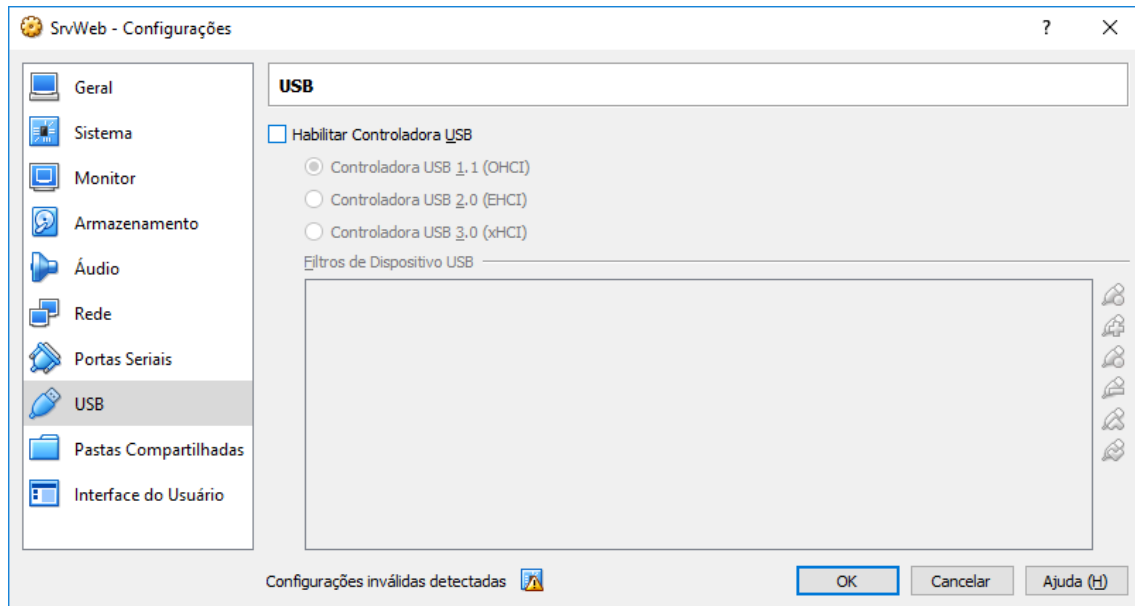 SrvWeb - Configurações
?
Geral
Sistema
Monitor
Armazenamento
Áudio
Rede
Portas Seriais
USB
Pastas Compartilhadas
Interface do Usuário
USB
Habilitar Controladora USB
Controladora USB 1.1 (OHCI)
Controladora USB 2.0 (EHCI)
Controladora USB 3.0 (xHCI)
Filtros de Dispositivo USB
Configurações inválidas detectadas
OK
Cancelar
Ajuda (H)